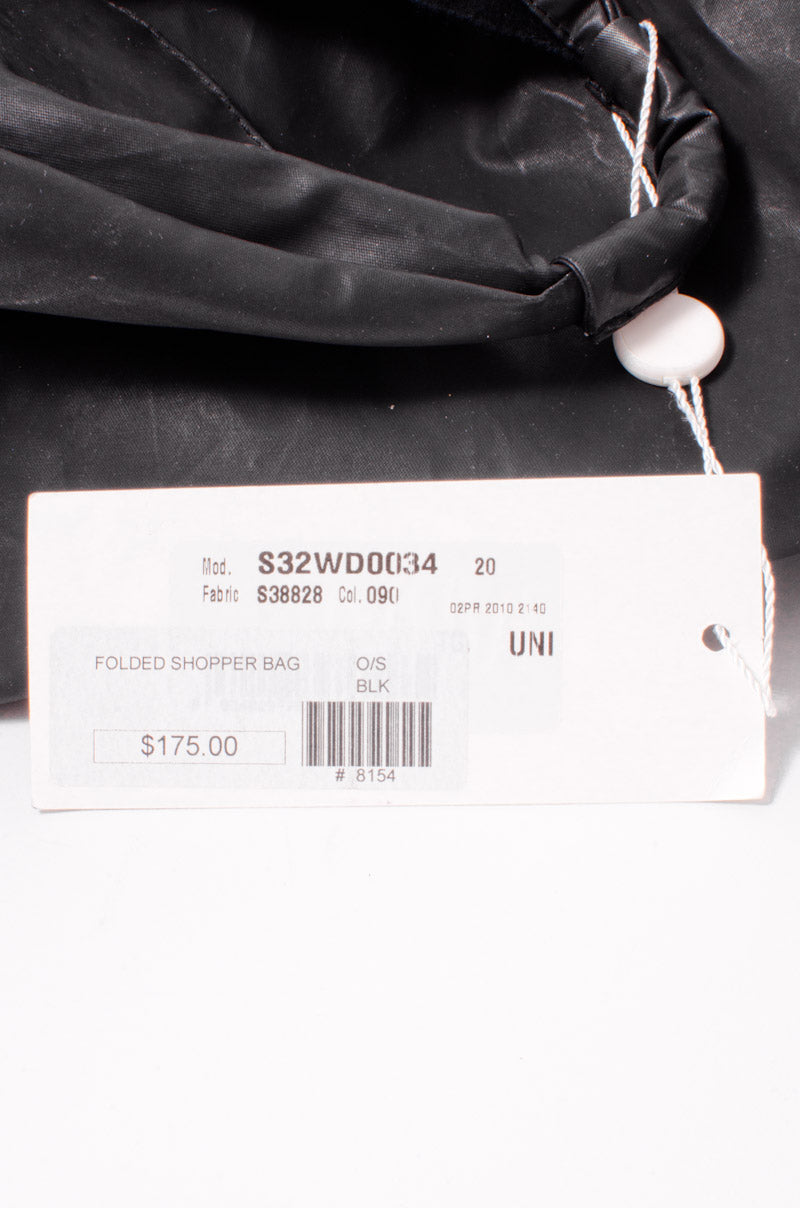 Mod. S32WD0034 20
Fabric S38828 Col. 090
02PR 2010 2140
UNI
FOLDED SHOPPER BAG O/S
BLK
$175.00
# 8154